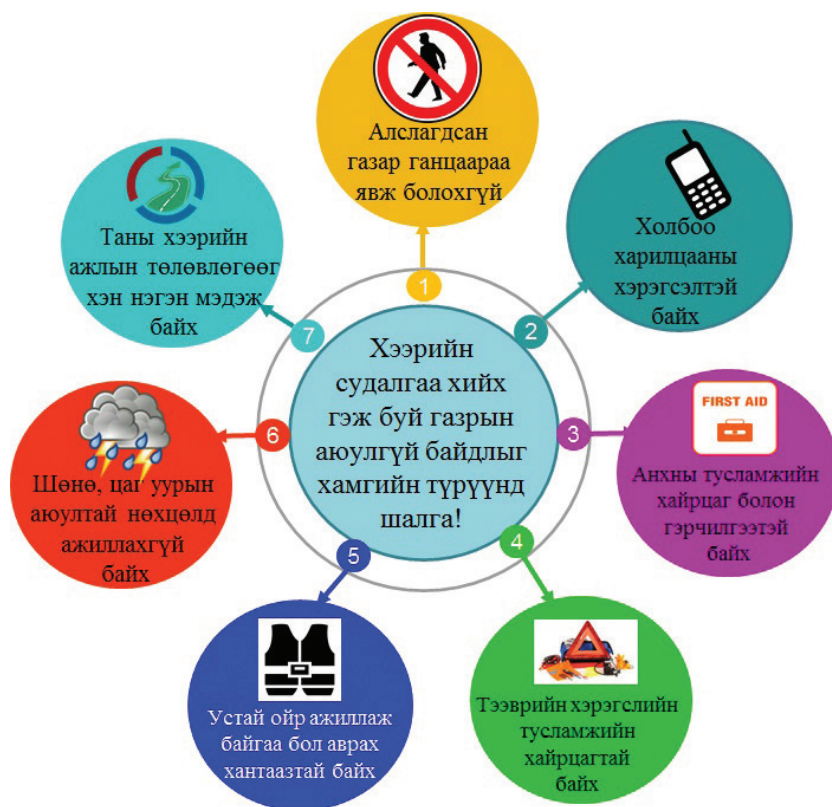 Хээрийн
судалгаа хийх
гэж буй газрын
аюулгүй байдлыг
хамгийн түрүүнд
шалга!
1
Алслагдсан
газар ганцаараа
явж болохгүй
2
Холбоо
харилцааны
хэрэгсэлтэй
байх
3
FIRST AID
Анхны тусламжийн
хайрцаг болон
гэрчилгээтэй
байх
4
Тээврийн хэрэгслийн
тусламжийн
хайрцагтай
байх
5
Устай ойр ажиллаж
байгаа бол аврах
хантаазтай байх
6
Шөнө, цаг уурын
аюултай нөхцөлд
ажиллахгүй
байх
7
Таны хээрийн
ажлын төлөвлөгөөг
хэн нэгэн мэдэж
байх